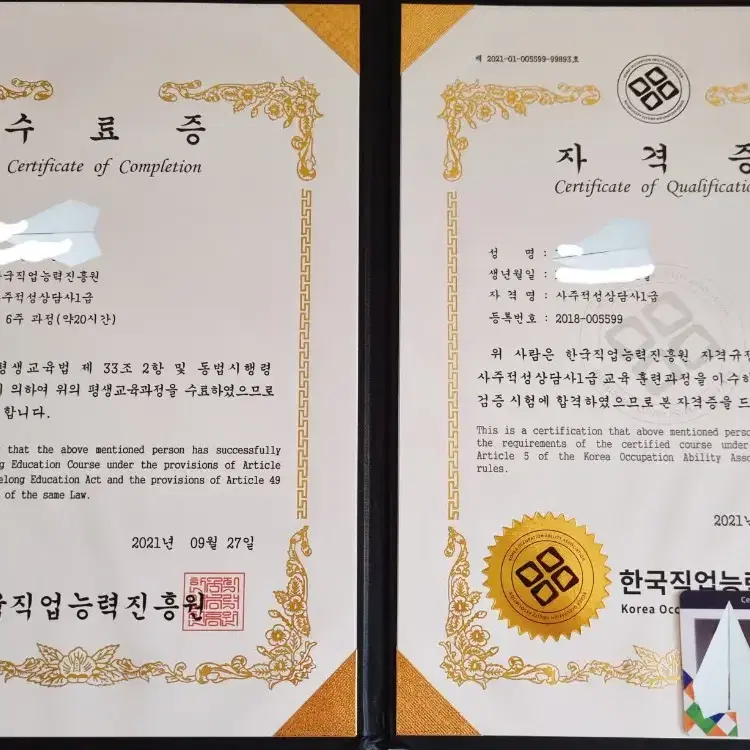 수 료 증
Certificate of Completion
국직업능력진흥원
주적성상담사1급
6주 과정(약20시간)
평생교육법 제 33조 2항 및 동법시행령
의하여 위의 평생교육과정을 수료하였으므로
합니다.
that the above mentioned person has successfully
Education Course under the provisions of Article
Education Act and the provisions of Article 49
of the same Law.
2021년 09월 27일
직업능력진흥원
제 2021-01-005599-99893호
자 격 증
Certificate of
성 명 :
생년월일 :
자 격 명 : 사주적성상담사1급
등록번호 : 2018-005599
위 사람은 한국직업능력진흥원 자격규정
사주적성상담사1급 교육 훈련과정을 이수하
검증 시험에 합격하였으므로 본 자격증을 드
This is a certification that above mentioned
the requirements of the certified course under
Article 5 of the Korea Occupation Ability
rules.
2021년
한국직업능
Korea